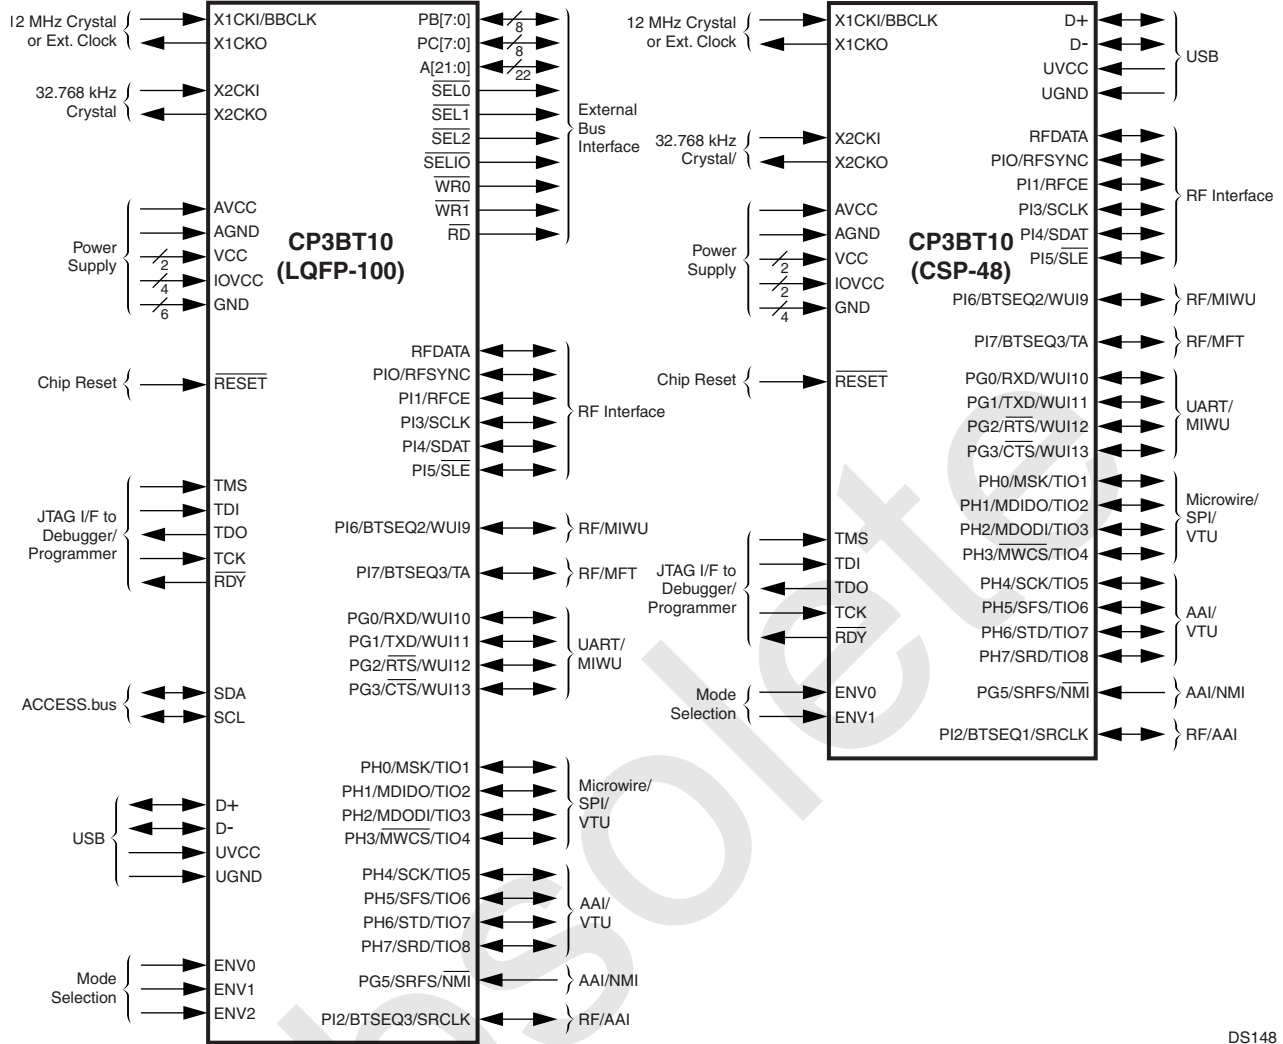 12 MHz Crystal
or Ext. Clock
X1CKI/BBCLK
X1CKO
32.768 kHz
Crystal
X2CKI
X2CKO
Power
Supply
AVCC
AGND
VCC
2
IOVCC
4
GND
6
CP3BT10
(LQFP-100)
Chip Reset
RESET
JTAG I/F to
Debugger/
Programmer
TMS
TDI
TDO
TCK
RDY
ACCESS.bus
SDA
SCL
USB
D+
D-
UVCC
UGND
Mode
Selection
ENV0
ENV1
ENV2
PB[7:0]
8
PC[7:0]
8
A[21:0]
22
SEL0
SEL1
SEL2
SELIO
WR0
WR1
RD
External
Bus
Interface
RFDATA
PIO/RFSYNC
PI1/RFCE
PI3/SCLK
PI4/SDAT
PI5/SLE
RF Interface
PI6/BTSEQ2/WUI9
RF/MIWU
PI7/BTSEQ3/TA
RF/MFT
PG0/RXD/WUI10
PG1/TXD/WUI11
PG2/RTS/WUI12
PG3/CTS/WUI13
UART/
MIWU
PH0/MSK/TIO1
PH1/MDIDO/TIO2
PH2/MDODI/TIO3
PH3/MWCS/TIO4
Microwire/
SPI/
VTU
PH4/SCK/TIO5
PH5/SFS/TIO6
PH6/STD/TIO7
PH7/SRD/TIO8
AAI/
VTU
PG5/SRFS/NMI
AAI/NMI
PI2/BTSEQ3/SRCLK
RF/AAI
12 MHz Crystal
or Ext. Clock
X1CKI/BBCLK
X1CKO
32.768 kHz
Crystal/
X2CKI
X2CKO
Power
Supply
AVCC
AGND
VCC
2
IOVCC
2
GND
4
CP3BT10
(CSP-48)
Chip Reset
RESET
JTAG I/F to
Debugger/
Programmer
TMS
TDI
TDO
TCK
RDY
Mode
Selection
ENV0
ENV1
D+
D-
UVCC
UGND
USB
RFDATA
PIO/RFSYNC
PI1/RFCE
PI3/SCLK
PI4/SDAT
PI5/SLE
RF Interface
PI6/BTSEQ2/WUI9
RF/MIWU
PI7/BTSEQ3/TA
RF/MFT
PG0/RXD/WUI10
PG1/TXD/WUI11
PG2/RTS/WUI12
PG3/CTS/WUI13
UART/
MIWU
PH0/MSK/TIO1
PH1/MDIDO/TIO2
PH2/MDODI/TIO3
PH3/MWCS/TIO4
Microwire/
SPI/
VTU
PH4/SCK/TIO5
PH5/SFS/TIO6
PH6/STD/TIO7
PH7/SRD/TIO8
AAI/
VTU
PG5/SRFS/NMI
AAI/NMI
PI2/BTSEQ1/SRCLK
RF/AAI
DS148
bsolete